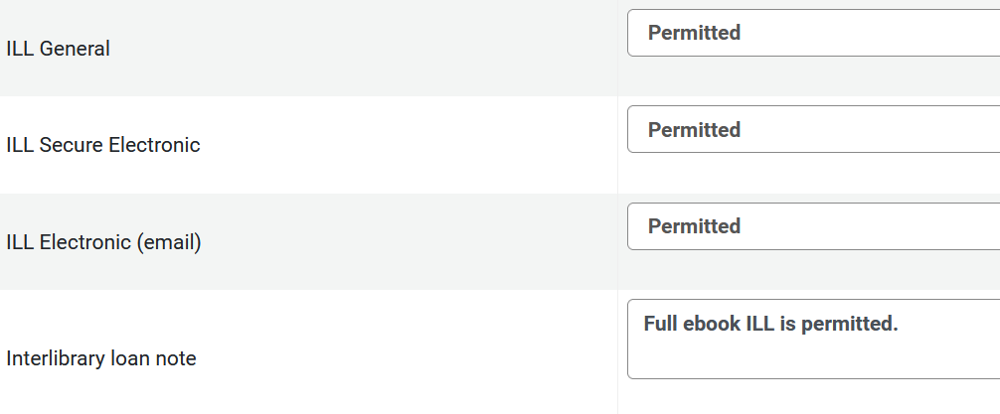 ILL General
Permitted
ILL Secure Electronic
Permitted
ILL Electronic (email)
Permitted
Interlibrary loan note
Full ebook ILL is permitted.